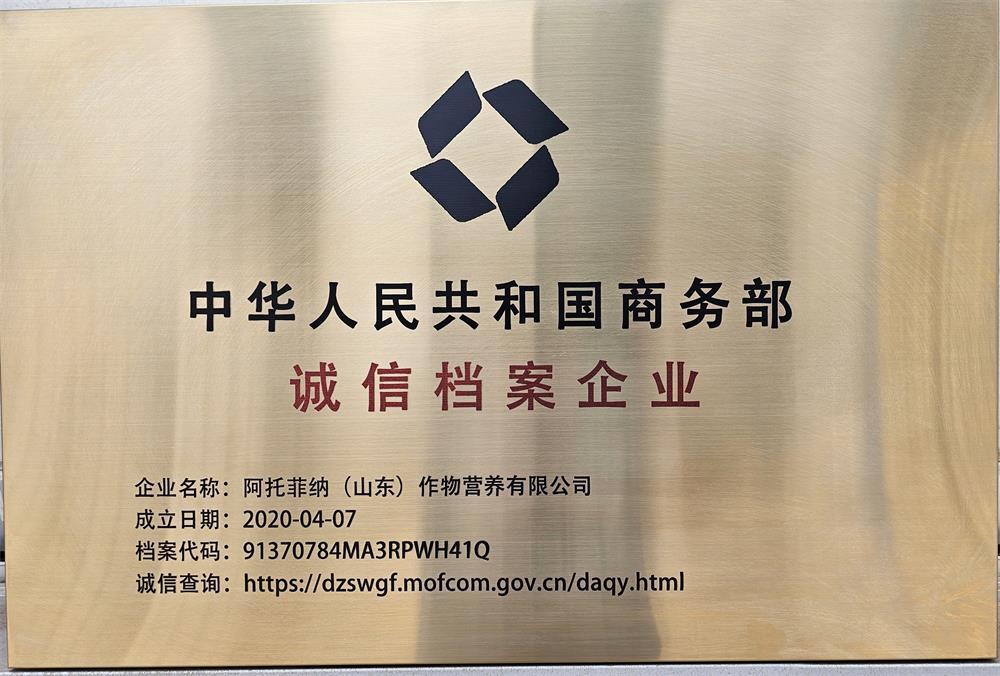 中华人民共和国商务部
诚信档案企业
企业名称：阿托菲纳（山东）作物营养有限公司
成立日期：2020-04-07
档案代码：91370784MA3RPWH41Q
诚信查询：https://dzswgf.mofcom.gov.cn/daqy.html